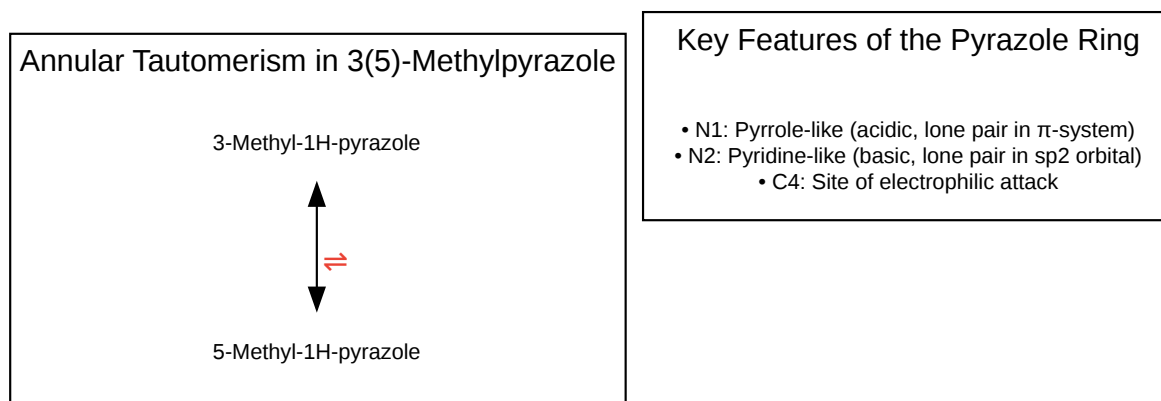 Annular Tautomerism in 3(5)-Methylpyrazole
3-Methyl-1H-pyrazole
⇌
5-Methyl-1H-pyrazole
Key Features of the Pyrazole Ring
• N1: Pyrrole-like (acidic, lone pair in π-system)
• N2: Pyridine-like (basic, lone pair in sp2 orbital)
• C4: Site of electrophilic attack